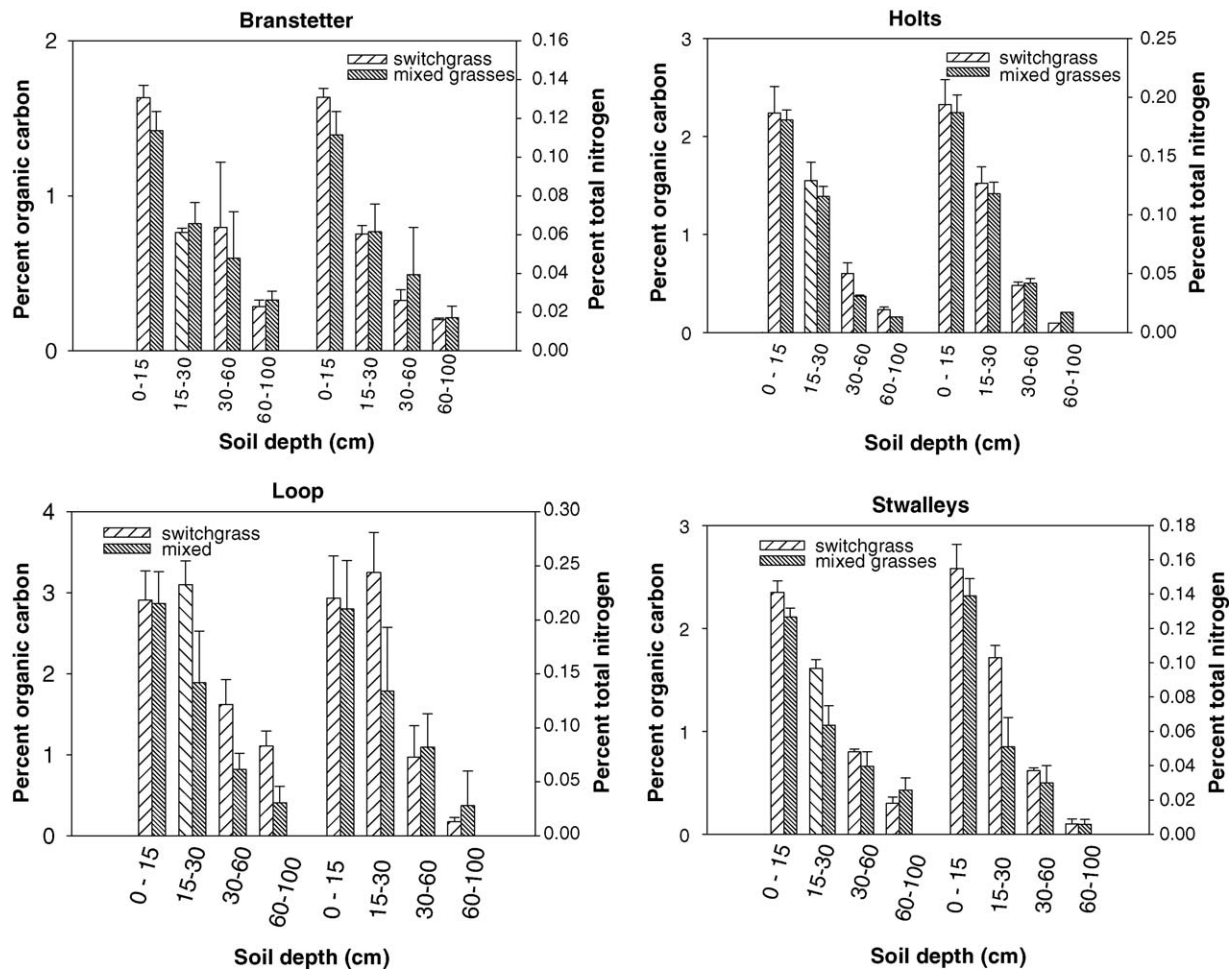 Branstetter
2
1
0
0.16
0.14
0.12
0.10
0.08
0.06
0.04
0.02
0.00
switchgrass
mixed grasses
Percent organic carbon
Percent total nitrogen
0-15
15-30
30-60
60-100
0-15
15-30
30-60
60-100
Soil depth (cm)
Holts
3
2
1
0
0.25
0.20
0.15
0.10
0.05
0.00
switchgrass
mixed grasses
Percent organic carbon
Percent total nitrogen
0 - 15
15-30
30-60
60-100
0 - 15
15-30
30-60
60-100
Soil depth (cm)
Loop
4
3
2
1
0
0.30
0.25
0.20
0.15
0.10
0.05
0.00
switchgrass
mixed
Percent organic carbon
Percent total nitrogen
0 - 15
15-30
30-60
60-100
0 - 15
15-30
30-60
60-100
Soil depth (cm)
Stwalleys
3
2
1
0
0.18
0.16
0.14
0.12
0.10
0.08
0.06
0.04
0.02
0.00
switchgrass
mixed grasses
Percent organic carbon
Percent total nitrogen
0 - 15
15-30
30-60
60-100
0 - 15
15-30
30-60
60-100
Soil depth (cm)